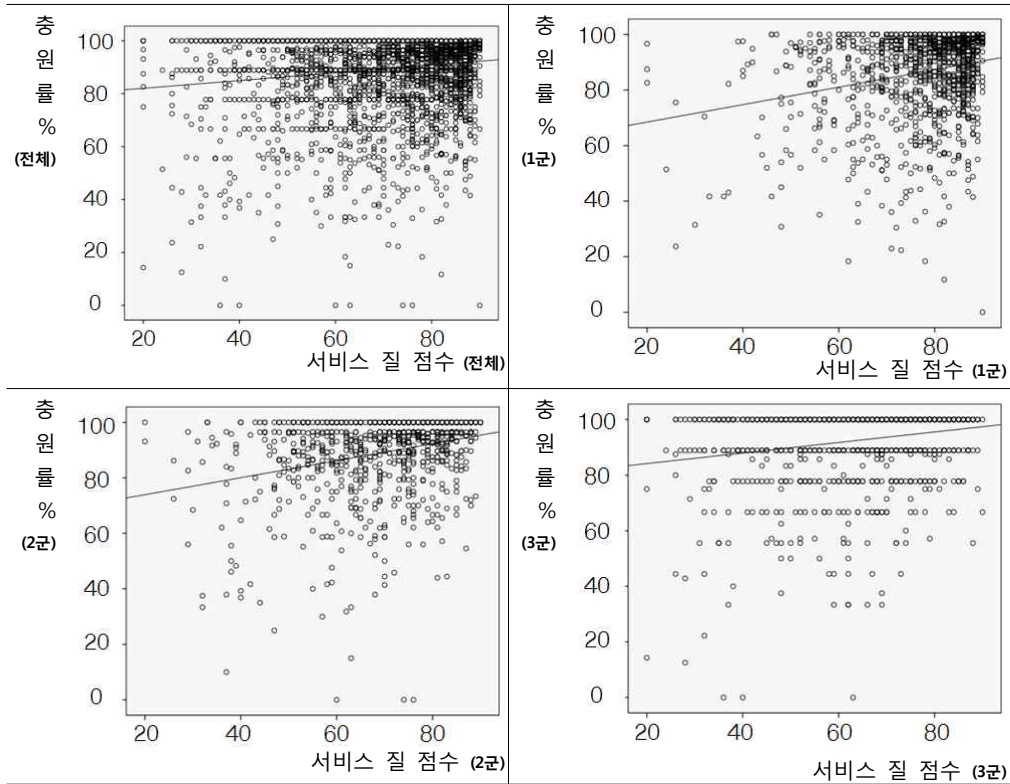 충
원
률
%
(전체)
100
80
60
40
20
0
20 40 60 80
서비스 질 점수 (전체)
충
원
률
%
(1군)
100
80
60
40
20
0
20 40 60 80
서비스 질 점수 (1군)
충
원
률
%
(2군)
100
80
60
40
20
0
20 40 60 80
서비스 질 점수 (2군)
충
원
률
%
(3군)
100
80
60
40
20
0
20 40 60 80
서비스 질 점수 (3군)